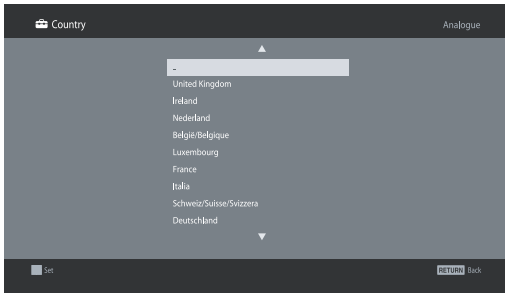 Country
Analogue
-
United Kingdom
Ireland
Nederland
België/Belgique
Luxembourg
France
Italia
Schweiz/Suisse/Svizzera
Deutschland
Set
RETURN Back